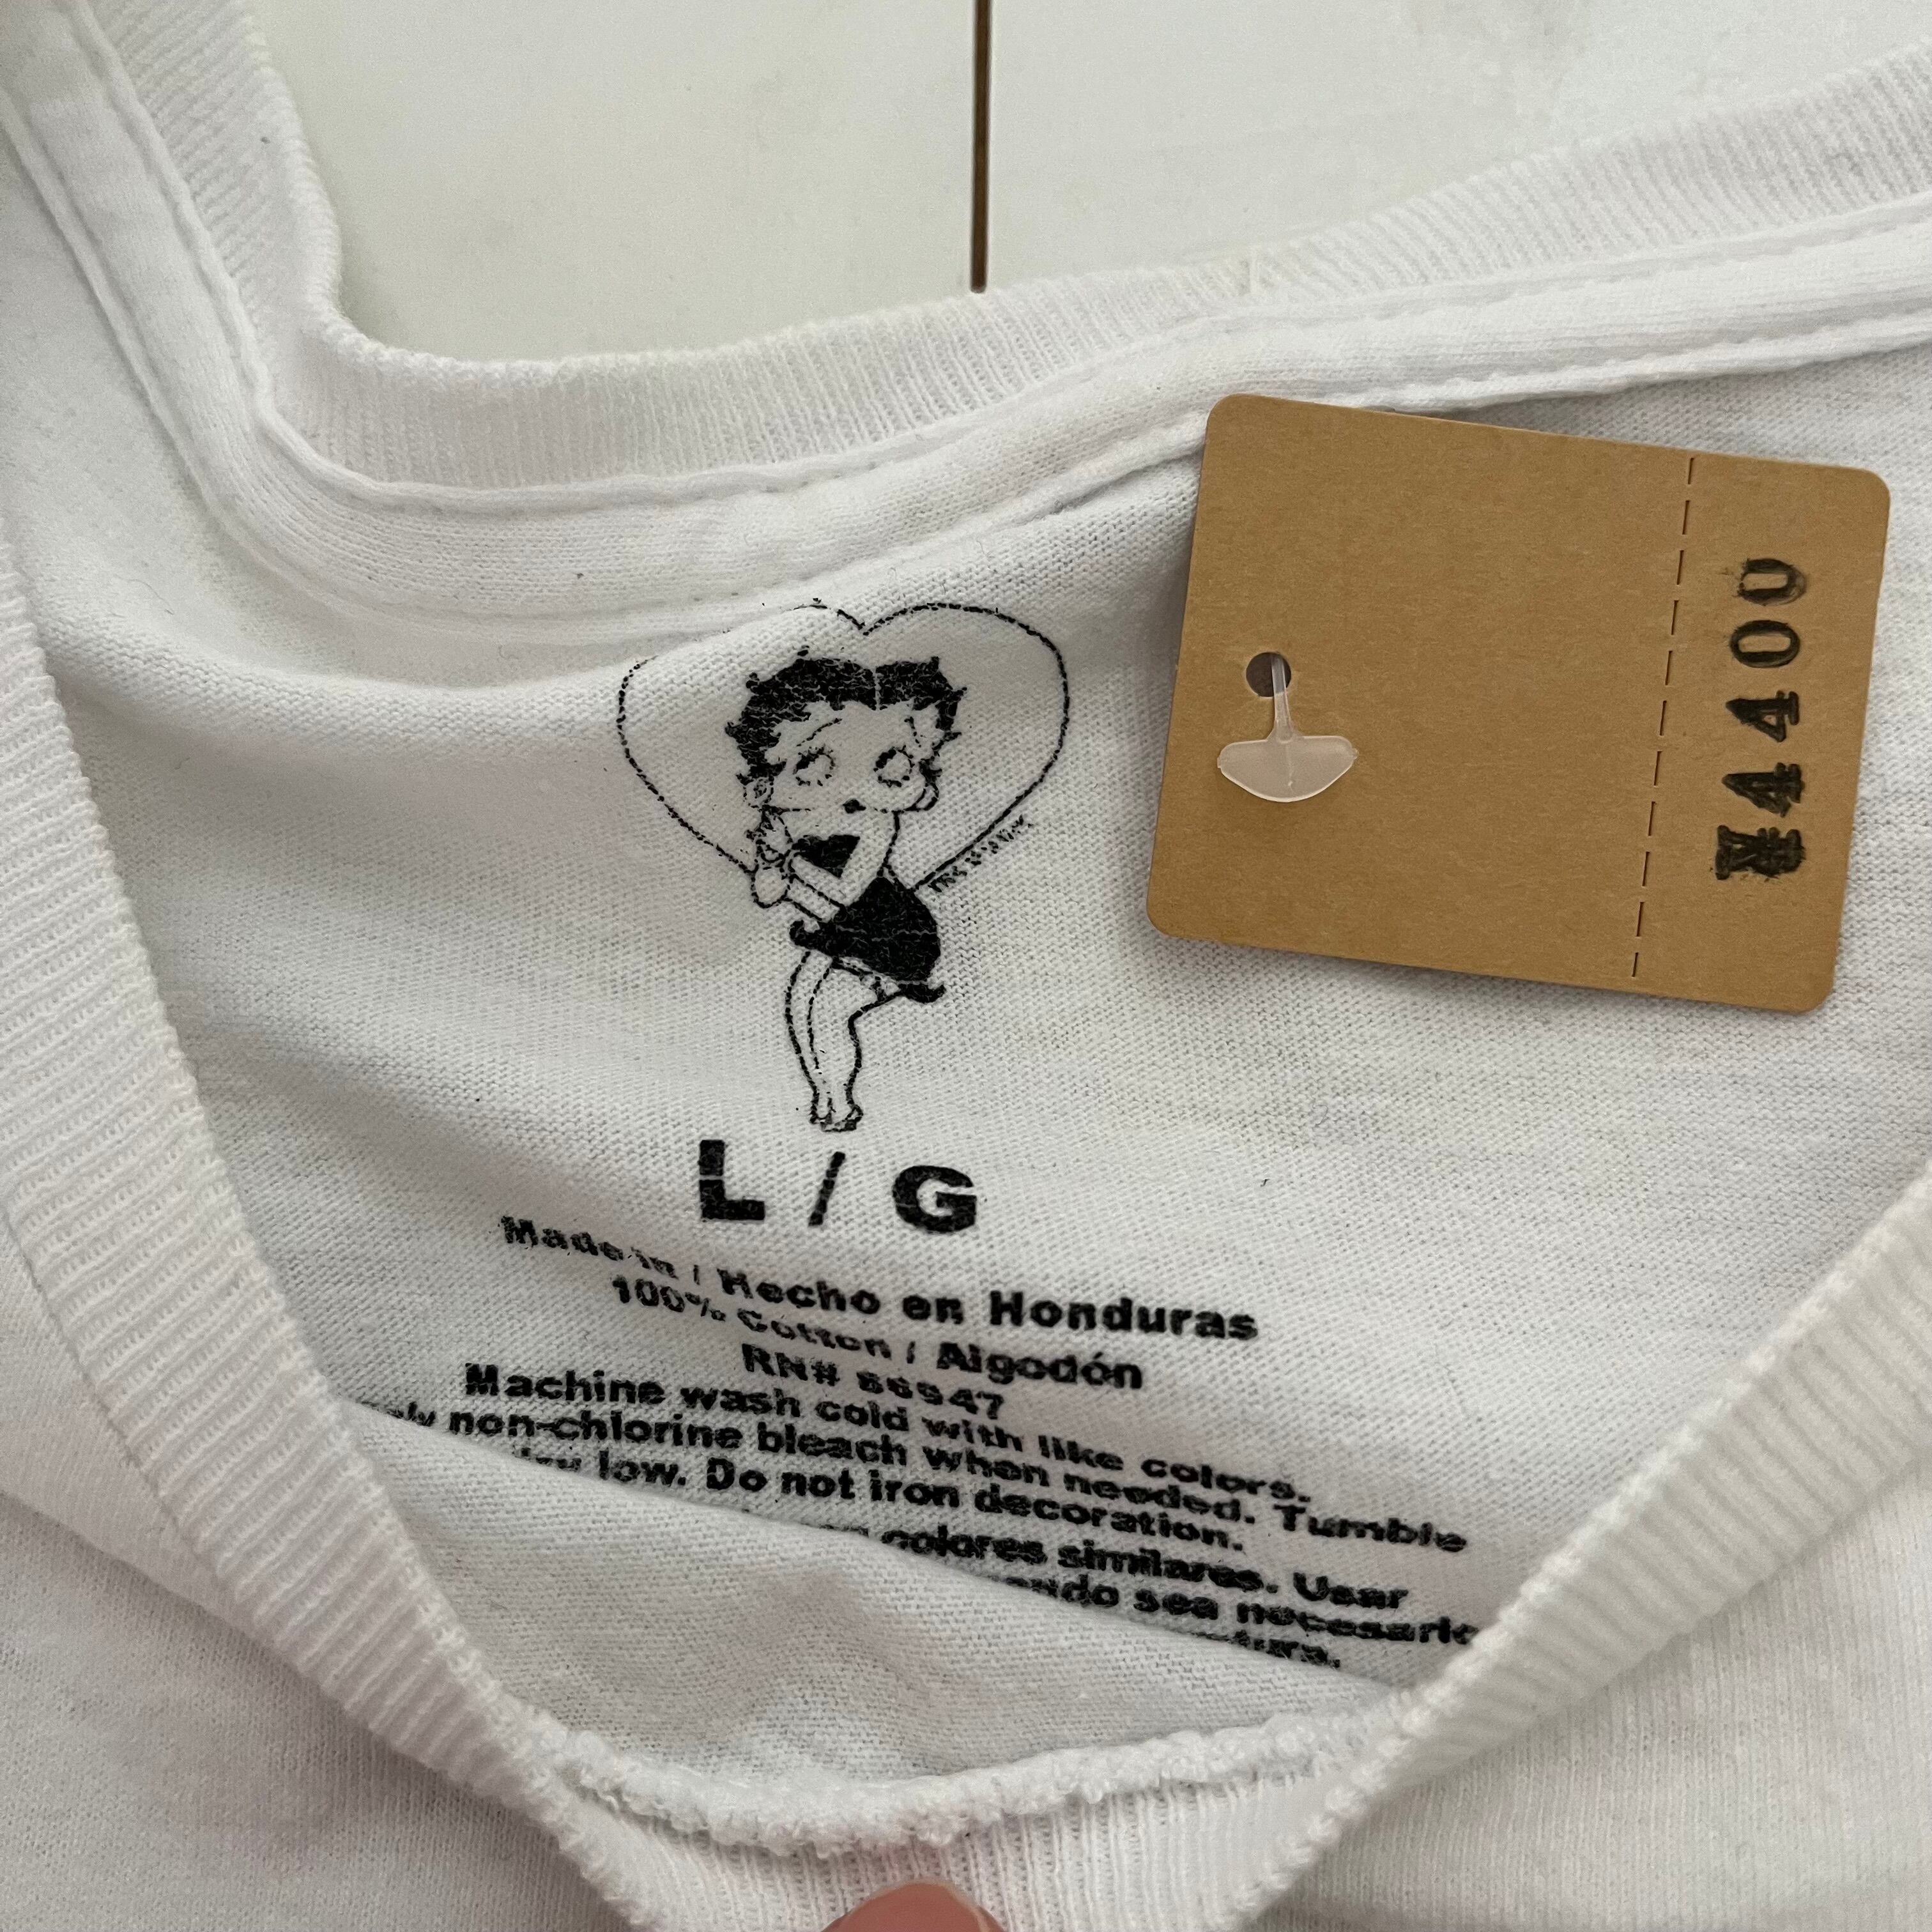 L / G
Made in / Hecho en Honduras
100% Cotton / Algodón
RN# 66947
Machine wash cold with like colors.
non-chlorine bleach when needed. Tumble
dry low. Do not iron decoration.
colores similares. Usar
sea necesario
¥4400